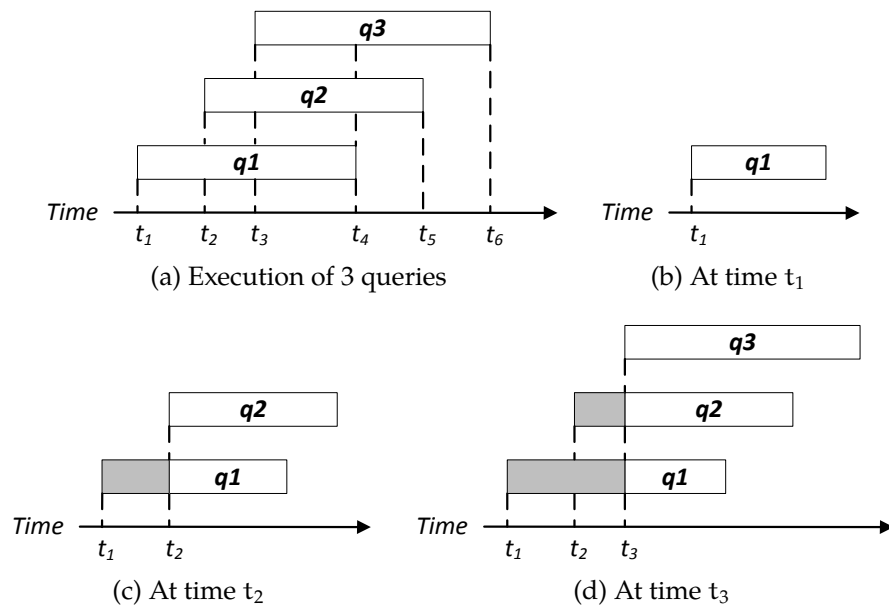 q3
q2
q1
q1
Time
Time
t1 t2 t3 t4 t5 t6
t1
(a) Execution of 3 queries
(b) At time t1
q3
q2
q2
q1
q1
Time
Time
t1 t2
t1 t2 t3
(c) At time t2
(d) At time t3